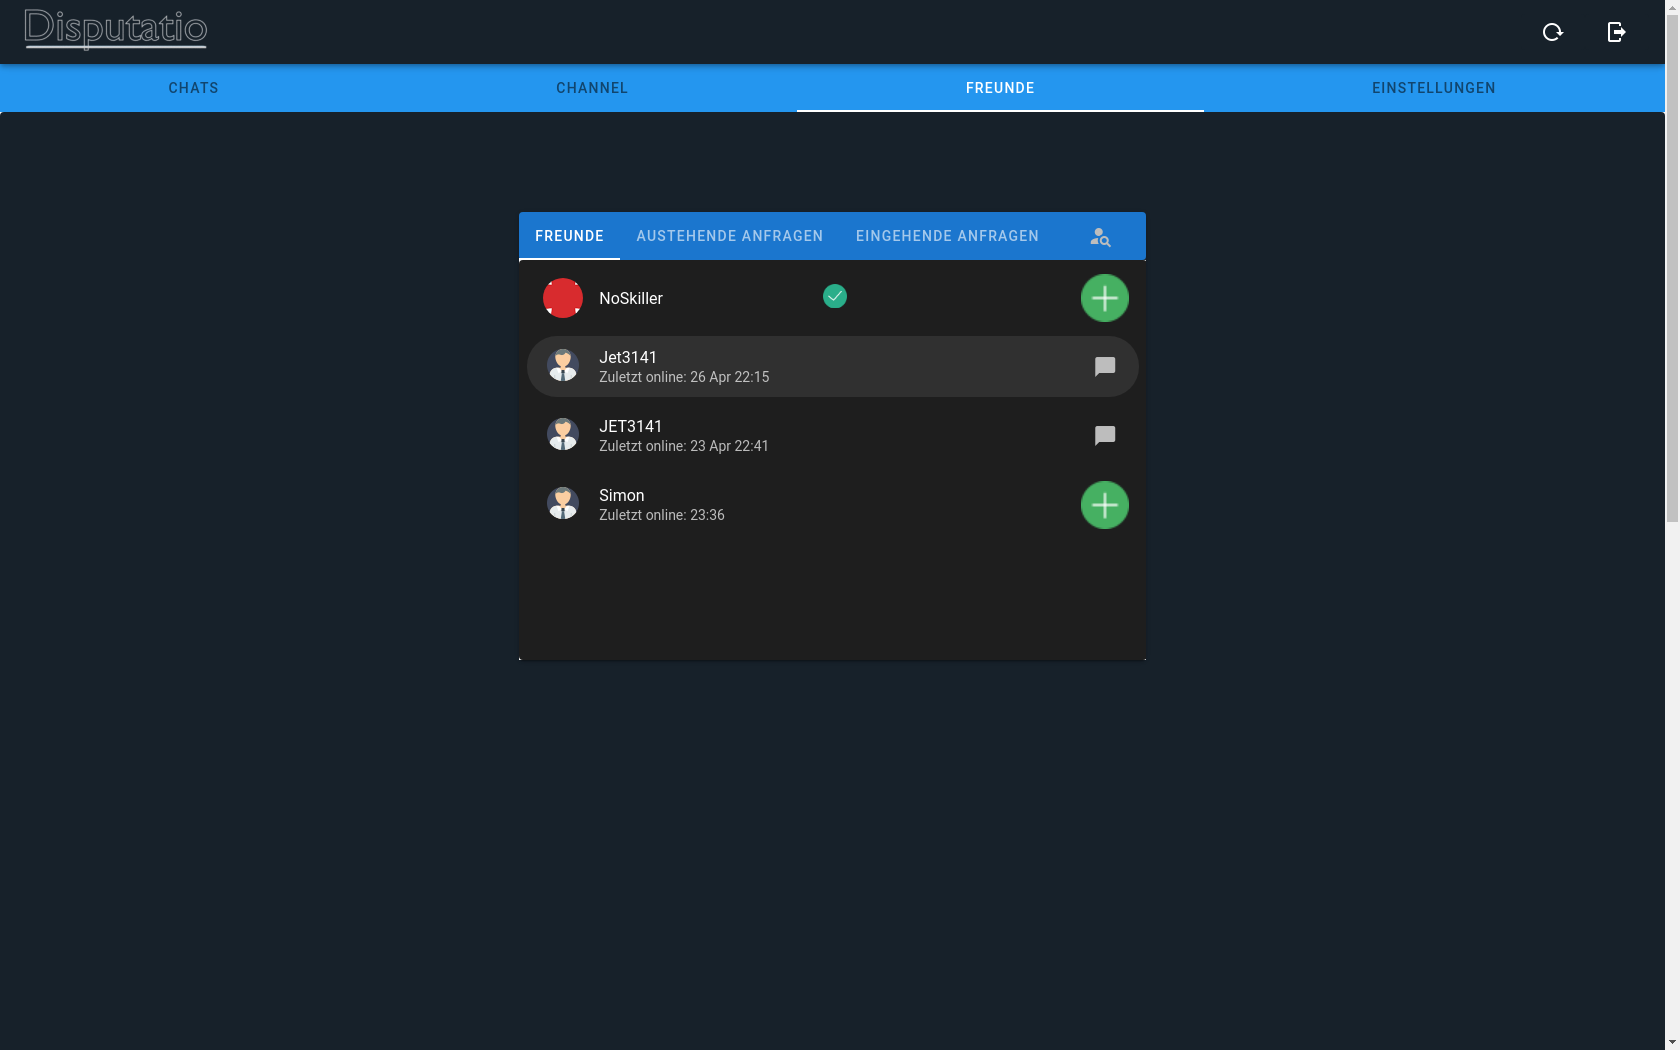 Disputatio
CHATS CHANNEL FREUNDE EINSTELLUNGEN
FREUNDE AUSTEHENDE ANFRAGEN EINGEHENDE ANFRAGEN
NoSkiller
Jet3141
Zuletzt online: 26 Apr 22:15
JET3141
Zuletzt online: 23 Apr 22:41
Simon
Zuletzt online: 23:36